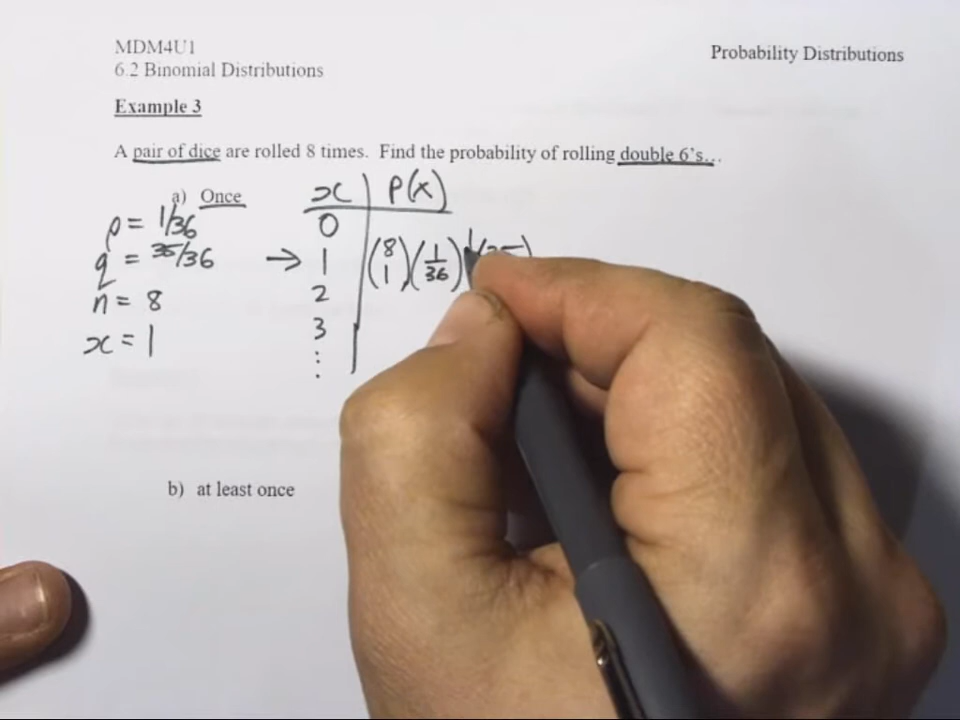 MDM4U1
Probability Distributions
6.2 Binomial Distributions
Example 3
A pair of dice are rolled 8 times. Find the probability of rolling double 6's...
a) Once
x | P(x)
p = 1/36
0
q = 35/36
→ 1 (8 1)(1/36)^1(
n = 8
2
x = 1
3
⋮
b) at least once